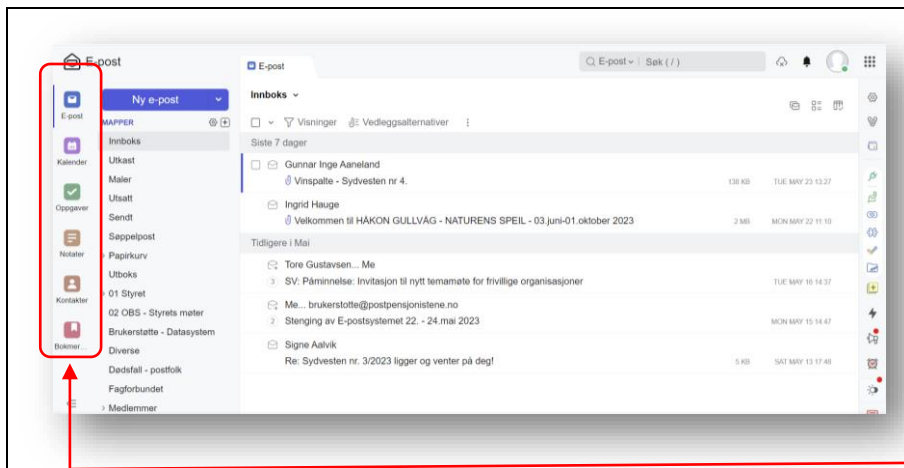 E-post
E-post
E-post
Søk ( / )
Ny e-post
Innboks
E-post
MAPPER
Visninger
Vedleggsalternativer
Innboks
Siste 7 dager
Kalender
Utkast
Gunnar Inge Aaneland
Maler
Vinspalte - Sydvesten nr 4.
138 KB
TUE MAY 23 13:27
Oppgaver
Utsatt
Ingrid Hauge
Sendt
Velkommen til HÅKON GULLVÅG - NATURENS SPEIL - 03.juni-01.oktober 2023
2 MB
MON MAY 22 11:10
Søppelpost
Tidligere i Mai
Notater
Papirkurv
Tore Gustavsen... Me
Utboks
3
SV: Påminnelse: Invitasjon til nytt temamøte for frivillige organisasjoner
TUE MAY 16 14:37
01 Styret
Kontakter
Me... brukerstotte@postpensjonistene.no
02 OBS - Styrets møter
2
Stenging av E-postsystemet 22. - 24.mai 2023
MON MAY 15 14:47
Brukerstøtte - Datasystem
Bokmer...
Signe Aalvik
Diverse
Re: Sydvesten nr. 3/2023 ligger og venter på deg!
5 KB
SAT MAY 13 17:48
Dødsfall - postfolk
Fagforbundet
Medlemmer